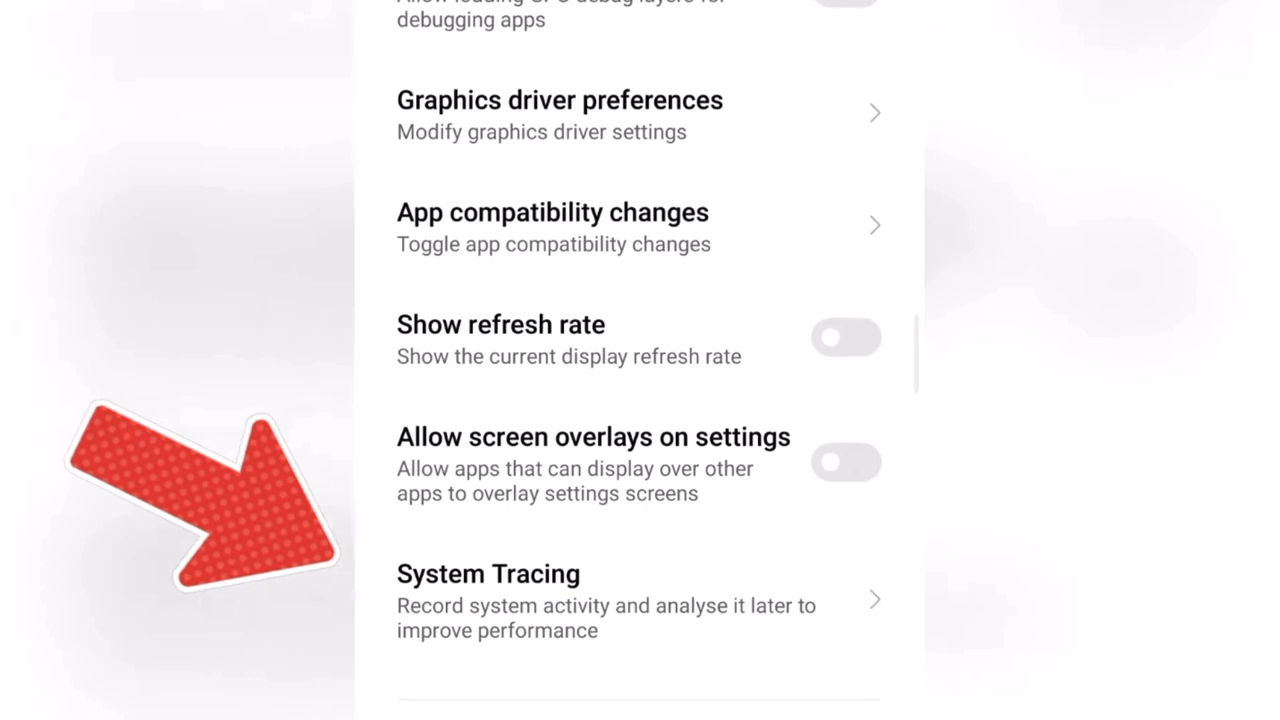 debugging apps
Graphics driver preferences
Modify graphics driver settings
App compatibility changes
Toggle app compatibility changes
Show refresh rate
Show the current display refresh rate
Allow screen overlays on settings
Allow apps that can display over other
apps to overlay settings screens
System Tracing
Record system activity and analyse it later to
improve performance